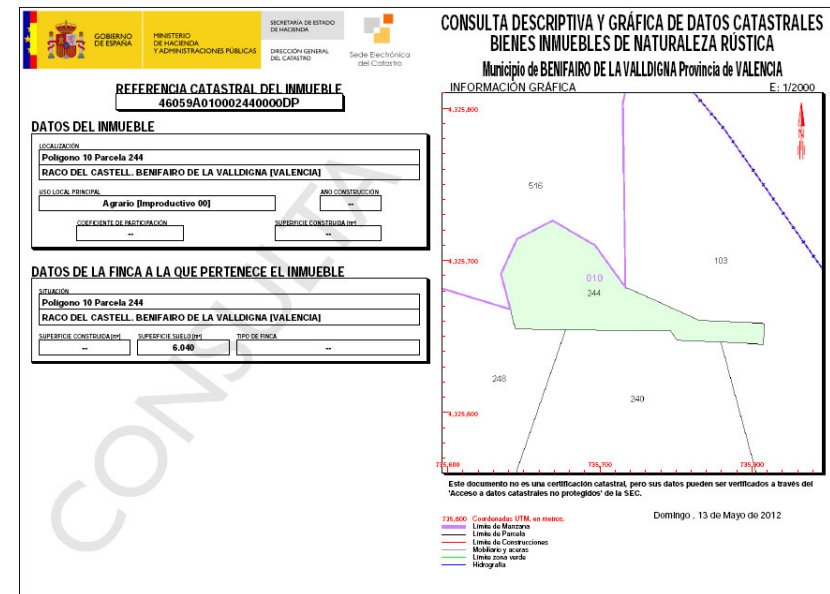 GOBIERNO
DE ESPAÑA
MINISTERIO
DE HACIENDA
Y ADMINISTRACIONES PÚBLICAS
SECRETARÍA DE ESTADO
DE HACIENDA
DIRECCIÓN GENERAL
DEL CATASTRO
Sede Electrónica
del Catastro
REFERENCIA CATASTRAL DEL INMUEBLE
46059A010002440000DP
DATOS DEL INMUEBLE
LOCALIZACIÓN
Polígono 10 Parcela 244
RACO DEL CASTELL. BENIFAIRO DE LA VALLDIGNA [VALENCIA]
USO LOCAL PRINCIPAL
Agrario [Improductivo 00]
AÑO CONSTRUCCIÓN
--
COEFICIENTE DE PARTICIPACIÓN
--
SUPERFICIE CONSTRUIDA [m²]
--
DATOS DE LA FINCA A LA QUE PERTENECE EL INMUEBLE
SITUACIÓN
Polígono 10 Parcela 244
RACO DEL CASTELL. BENIFAIRO DE LA VALLDIGNA [VALENCIA]
SUPERFICIE CONSTRUIDA [m²]
--
SUPERFICIE SUELO [m²]
6.040
TIPO DE FINCA
--
CONSULTA
CONSULTA DESCRIPTIVA Y GRÁFICA DE DATOS CATASTRALES
BIENES INMUEBLES DE NATURALEZA RÚSTICA
Municipio de BENIFAIRO DE LA VALLDIGNA Provincia de VALENCIA
INFORMACIÓN GRÁFICA
E: 1/2000
4,325,800
516
4,325,700
103
010
244
248
240
4,325,600
735,600
735,700
735,800
Este documento no es una certificación catastral, pero sus datos pueden ser verificados a través del
'Acceso a datos catastrales no protegidos' de la SEC.
735,800 Coordenadas UTM, en metros.
Límite de Manzana
Límite de Parcela
Límite de Construcciones
Mobiliario y aceras
Límite zona verde
Hidrografía
Domingo , 13 de Mayo de 2012